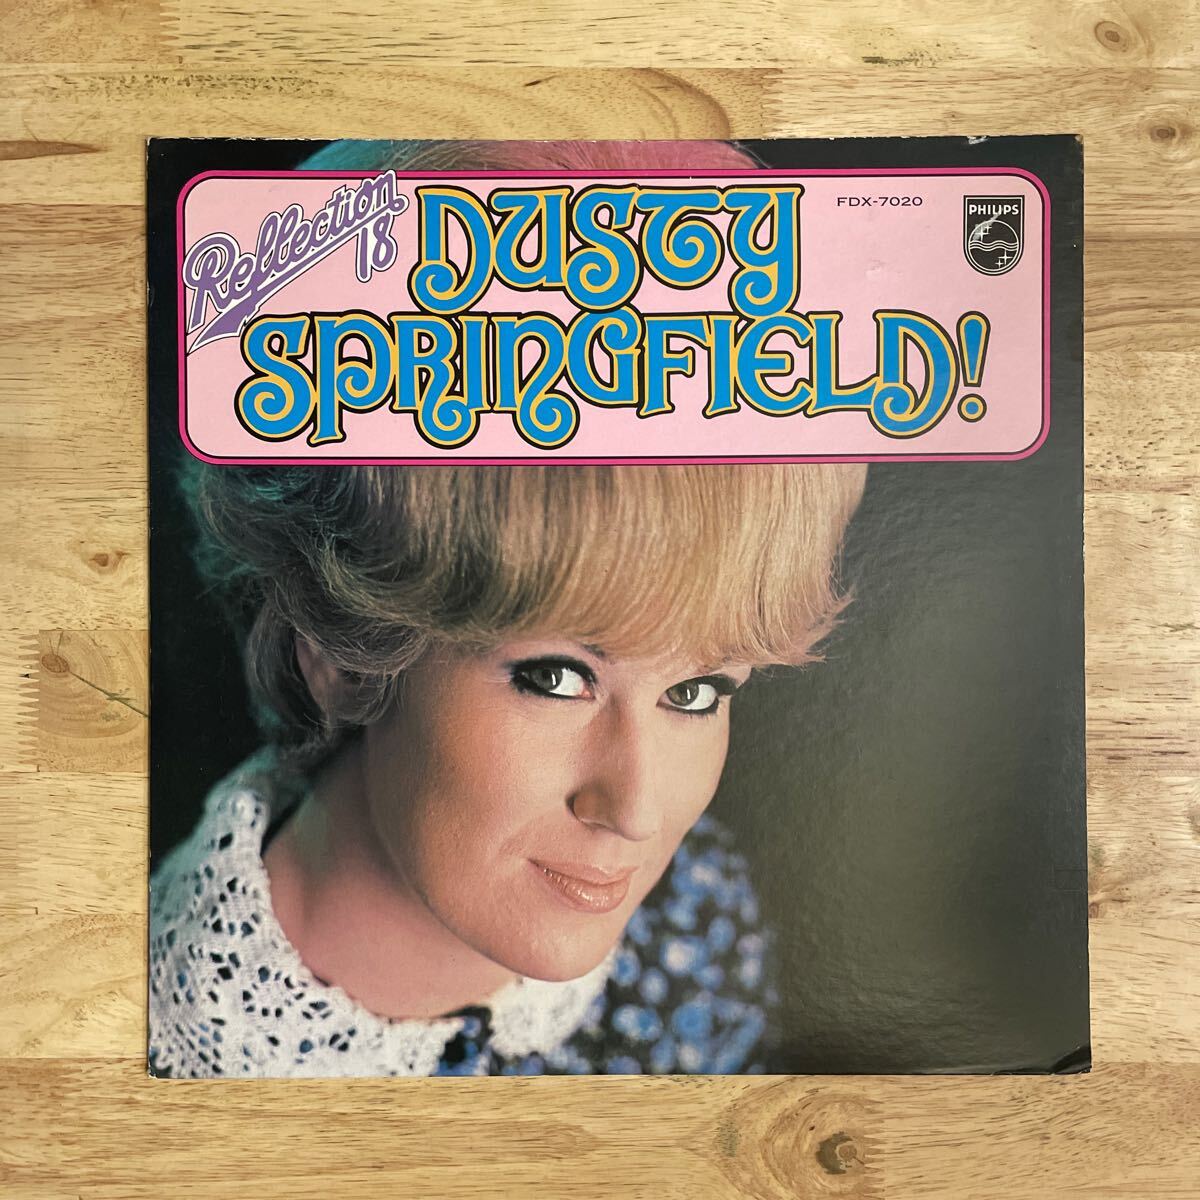 Reflection
18
DUSTY
SPRINGFIELD!
FDX-7020
PHILIPS